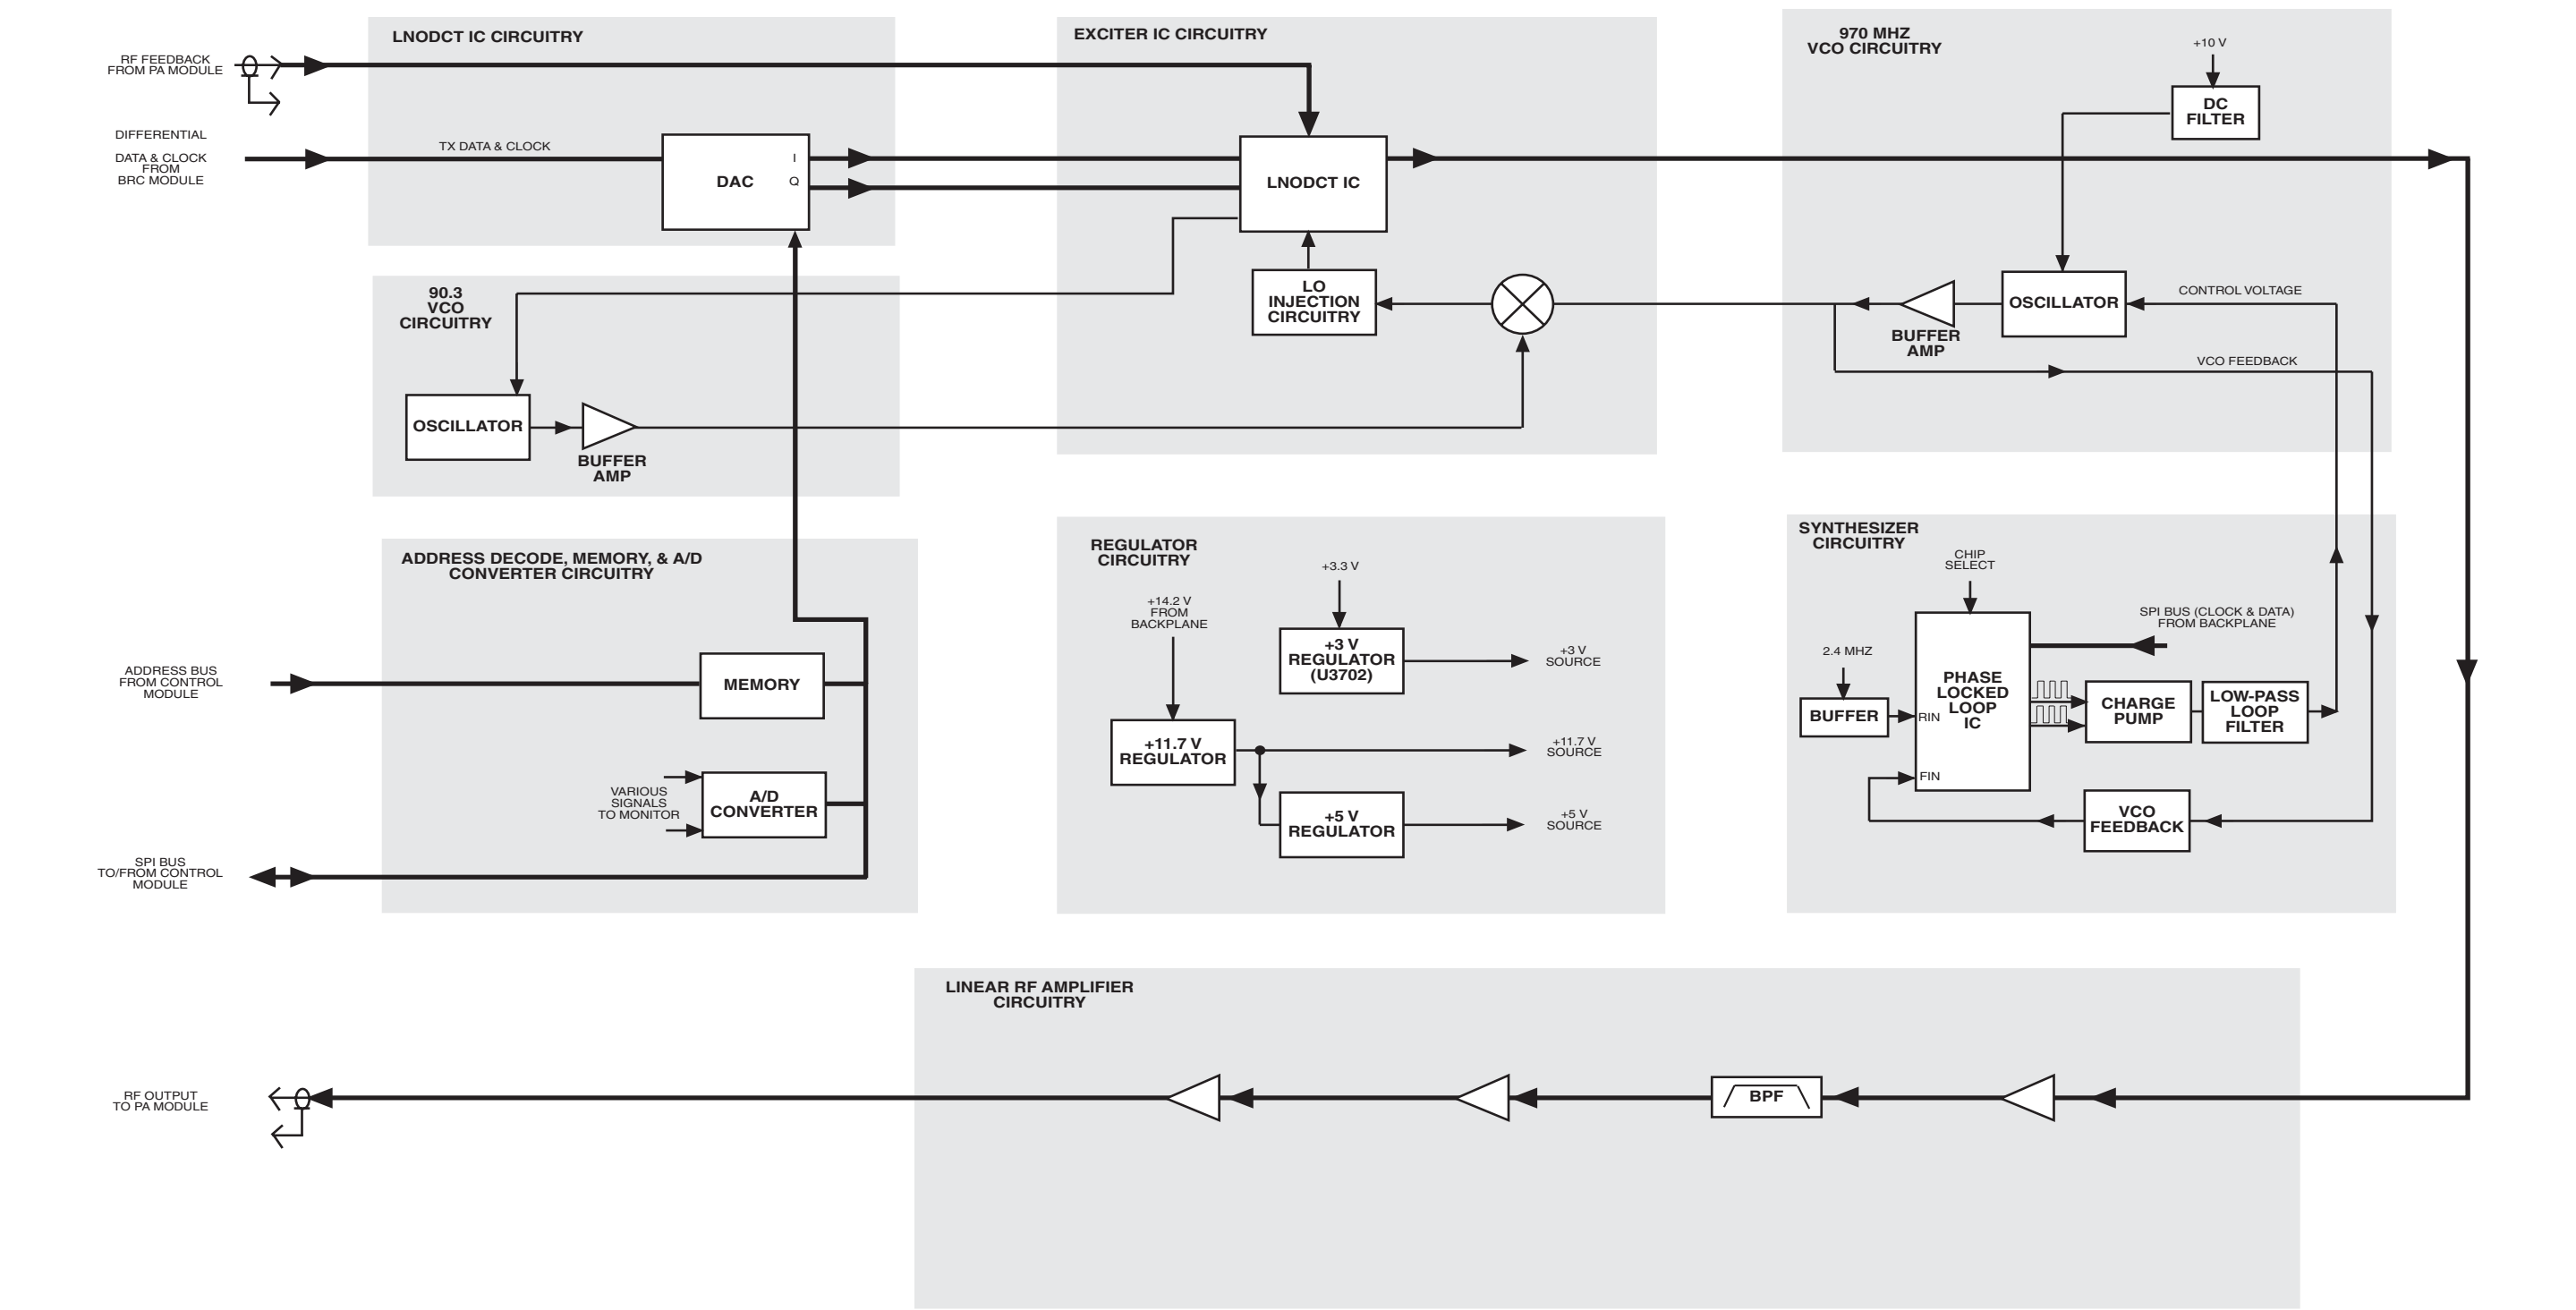 LNODCT IC CIRCUITRY
RF FEEDBACK
FROM PA MODULE
DIFFERENTIAL
DATA & CLOCK
FROM
BRC MODULE
TX DATA & CLOCK
DAC
I
Q
EXCITER IC CIRCUITRY
LNODCT IC
LO
INJECTION
CIRCUITRY
970 MHZ
VCO CIRCUITRY
+10 V
DC
FILTER
OSCILLATOR
CONTROL VOLTAGE
BUFFER
AMP
VCO FEEDBACK
90.3
VCO
CIRCUITRY
OSCILLATOR
BUFFER
AMP
ADDRESS DECODE, MEMORY, & A/D
CONVERTER CIRCUITRY
ADDRESS BUS
FROM CONTROL
MODULE
MEMORY
VARIOUS
SIGNALS
TO MONITOR
A/D
CONVERTER
SPI BUS
TO/FROM CONTROL
MODULE
REGULATOR
CIRCUITRY
+14.2 V
FROM
BACKPLANE
+3.3 V
+3 V
REGULATOR
(U3702)
+3 V
SOURCE
+11.7 V
REGULATOR
+11.7 V
SOURCE
+5 V
REGULATOR
+5 V
SOURCE
SYNTHESIZER
CIRCUITRY
CHIP
SELECT
SPI BUS (CLOCK & DATA)
FROM BACKPLANE
2.4 MHZ
BUFFER
RIN
PHASE
LOCKED
LOOP
IC
FIN
CHARGE
PUMP
LOW-PASS
LOOP
FILTER
VCO
FEEDBACK
LINEAR RF AMPLIFIER
CIRCUITRY
RF OUTPUT
TO PA MODULE
BPF